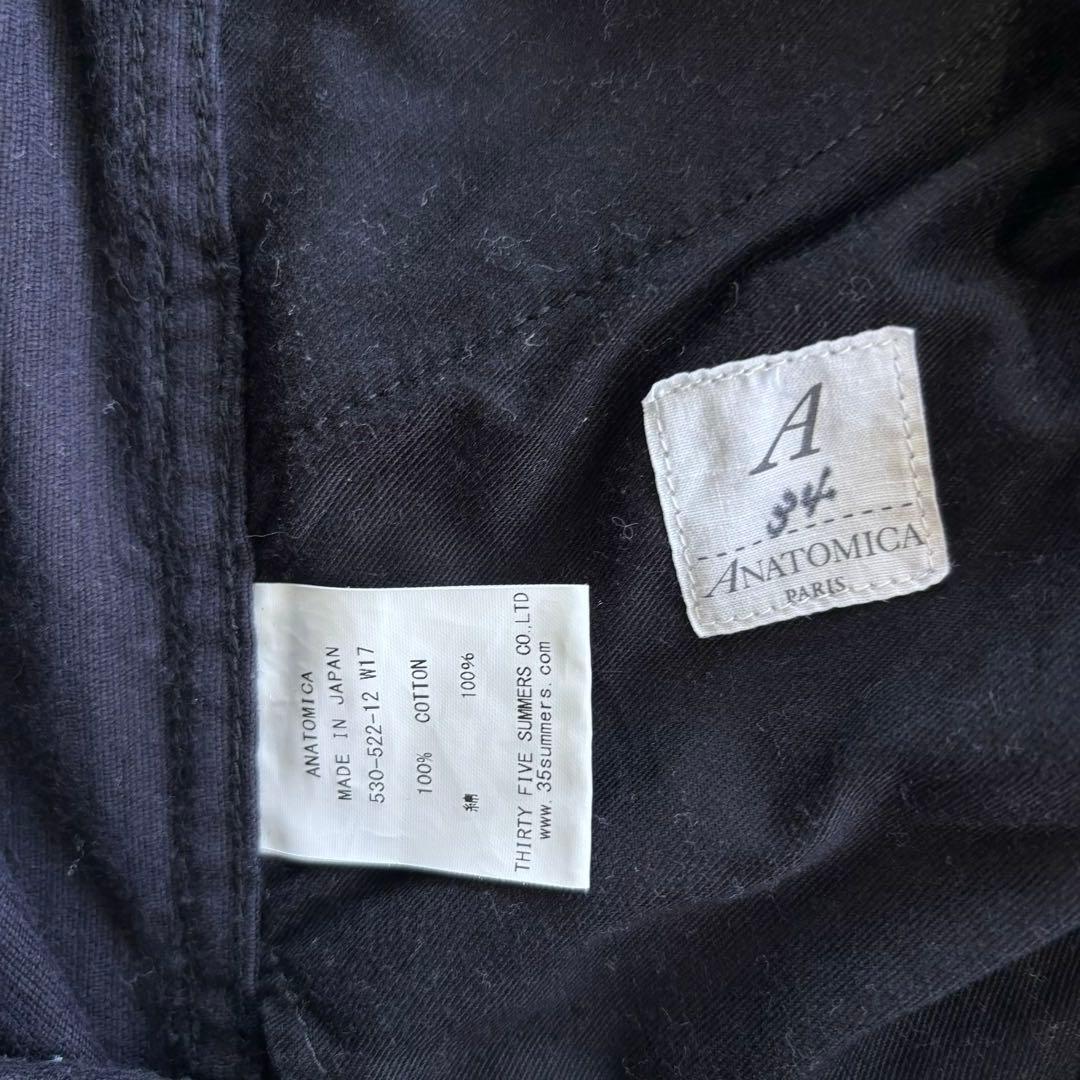 A
34
ANATOMICA
PARIS
ANATOMICA
MADE IN JAPAN
530-522-12 W17
100% COTTON
綿 100%
THIRTY FIVE SUMMERS CO.,LTD
www.35summers.com